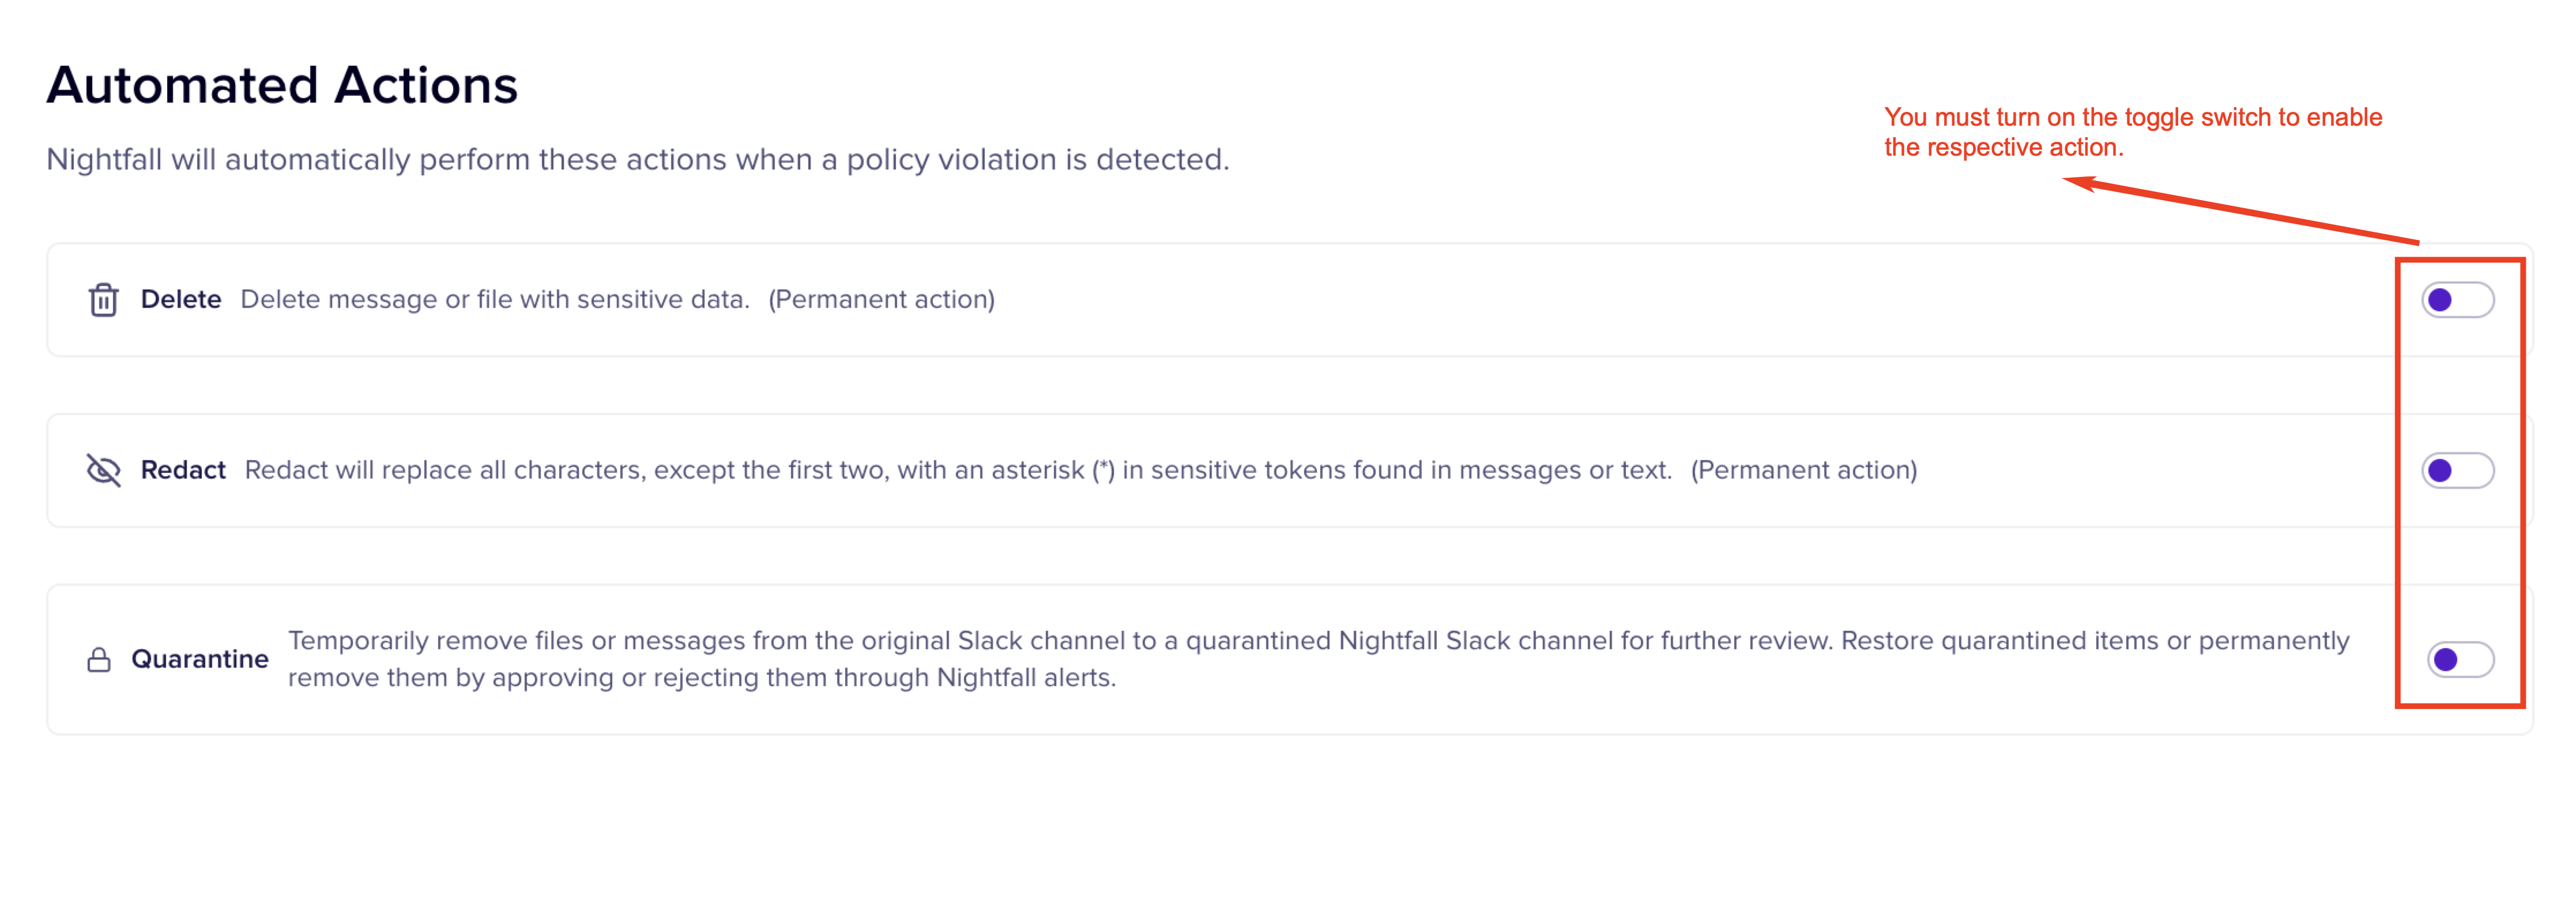 Automated Actions
Nightfall will automatically perform these actions when a policy violation is detected.
You must turn on the toggle switch to enable
the respective action.
Delete Delete message or file with sensitive data. (Permanent action)
Redact Redact will replace all characters, except the first two, with an asterisk (*) in sensitive tokens found in messages or text. (Permanent action)
Quarantine Temporarily remove files or messages from the original Slack channel to a quarantined Nightfall Slack channel for further review. Restore quarantined items or permanently
remove them by approving or rejecting them through Nightfall alerts.